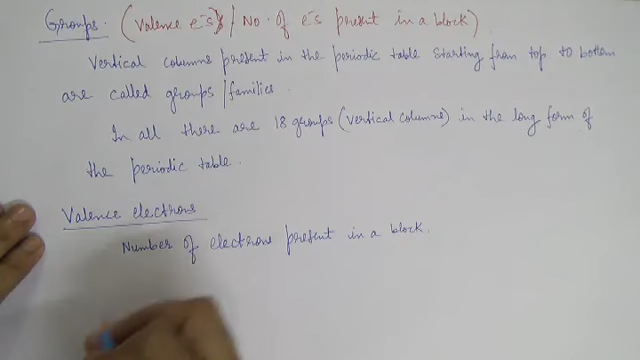 Groups. (Valence e⁻s / No. of e⁻s present in a block)
Vertical columns present in the periodic table starting from top to bottom
are called groups/families.
In all there are 18 groups (vertical columns) in the long form of
the periodic table.
Valence electrons
Number of electrons present in a block.